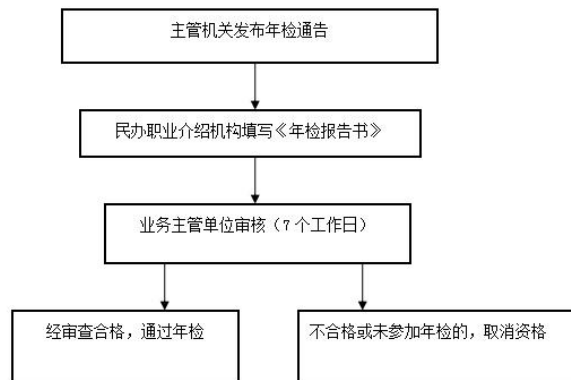 主管机关发布年检通告
民办职业介绍机构填写《年检报告书》
业务主管单位审核（7个工作日）
经审查合格，通过年检
不合格或未参加年检的，取消资格